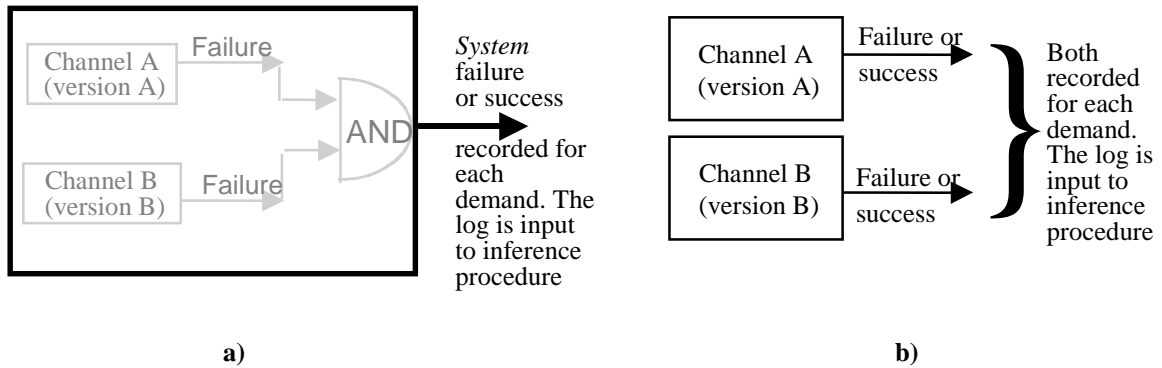 Channel A
(version A)
Failure
Channel B
(version B)
Failure
AND
System
failure
or success
recorded for
each
demand. The
log is input
to inference
procedure
a)
Channel A
(version A)
Failure or
success
Channel B
(version B)
Failure or
success
Both
recorded
for each
demand.
The log is
input to
inference
procedure
b)